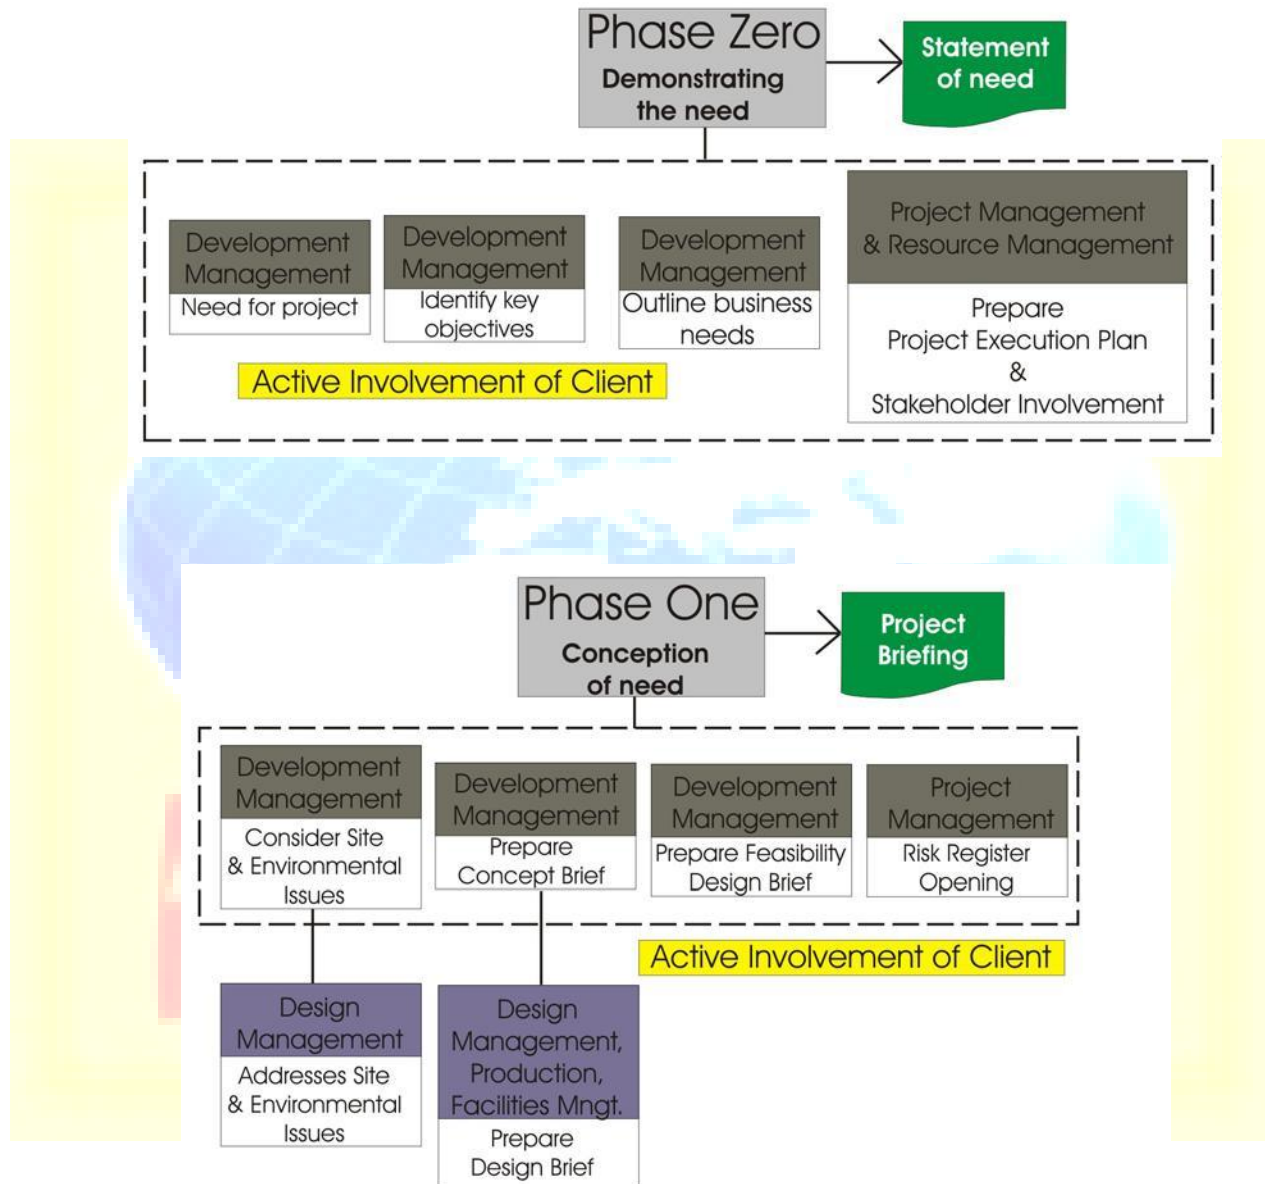 Phase Zero
Demonstrating
the need
Statement
of need
Development
Management
Need for project
Development
Management
Identify key
objectives
Development
Management
Outline business
needs
Project Management
& Resource Management
Prepare
Project Execution Plan
&
Stakeholder Involvement
Active Involvement of Client
Phase One
Conception
of need
Project
Briefing
Development
Management
Consider Site
& Environmental
Issues
Development
Management
Prepare
Concept Brief
Development
Management
Prepare Feasibility
Design Brief
Project
Management
Risk Register
Opening
Active Involvement of Client
Design
Management
Addresses Site
& Environmental
Issues
Design
Management,
Production,
Facilities Mngt.
Prepare
Design Brief